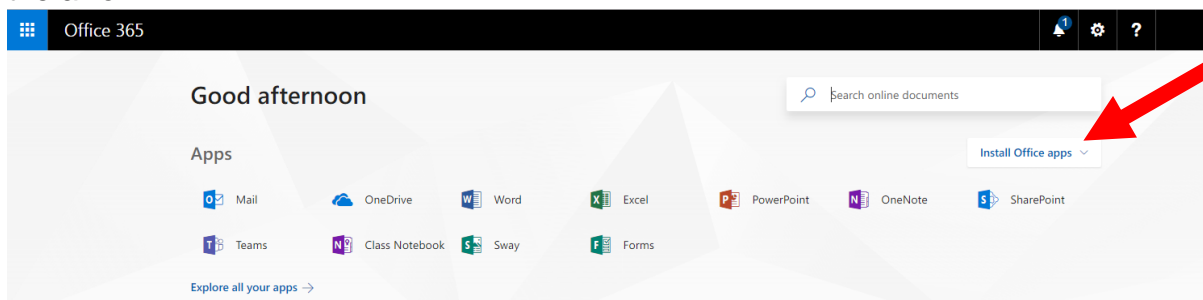 Office 365
1
?
Good afternoon
Search online documents
Apps
Install Office apps
Mail OneDrive Word Excel PowerPoint OneNote SharePoint
Teams Class Notebook Sway Forms
Explore all your apps →